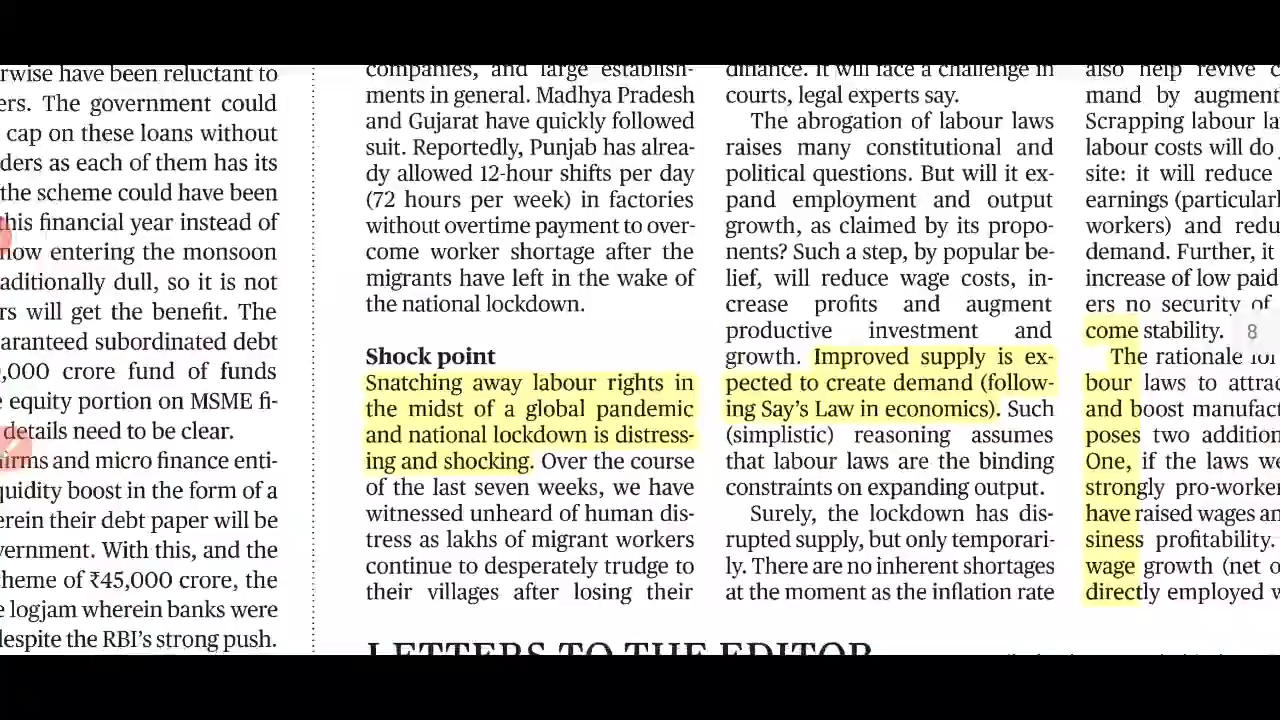 rwise have been reluctant to
ers. The government could
cap on these loans without
ders as each of them has its
the scheme could have been
this financial year instead of
now entering the monsoon
aditionally dull, so it is not
rs will get the benefit. The
aranteed subordinated debt
,000 crore fund of funds
equity portion on MSME fi-
details need to be clear.
irms and micro finance enti-
quidity boost in the form of a
erein their debt paper will be
vernment. With this, and the
heme of ₹45,000 crore, the
logjam wherein banks were
despite the RBI's strong push.
companies, and large establish-
ments in general. Madhya Pradesh
and Gujarat have quickly followed
suit. Reportedly, Punjab has alrea-
dy allowed 12-hour shifts per day
(72 hours per week) in factories
without overtime payment to over-
come worker shortage after the
migrants have left in the wake of
the national lockdown.
Shock point
Snatching away labour rights in
the midst of a global pandemic
and national lockdown is distress-
ing and shocking. Over the course
of the last seven weeks, we have
witnessed unheard of human dis-
tress as lakhs of migrant workers
continue to desperately trudge to
their villages after losing their
dinance. It will face a challenge in
courts, legal experts say.
The abrogation of labour laws
raises many constitutional and
political questions. But will it ex-
pand employment and output
growth, as claimed by its propo-
nents? Such a step, by popular be-
lief, will reduce wage costs, in-
crease profits and augment
productive investment and
growth. Improved supply is ex-
pected to create demand (follow-
ing Say's Law in economics). Such
(simplistic) reasoning assumes
that labour laws are the binding
constraints on expanding output.
Surely, the lockdown has dis-
rupted supply, but only temporari-
ly. There are no inherent shortages
at the moment as the inflation rate
also help revive
mand by augment
Scrapping labour la
labour costs will do
site: it will reduce
earnings (particularl
workers) and redu
demand. Further, it
increase of low paid
ers no security of
come stability.
The rationale for
bour laws to attrac
and boost manufact
poses two addition
One, if the laws we
strongly pro-worker
have raised wages an
siness profitability.
wage growth (net o
directly employed w
8
LETTERS TO THE EDITOR